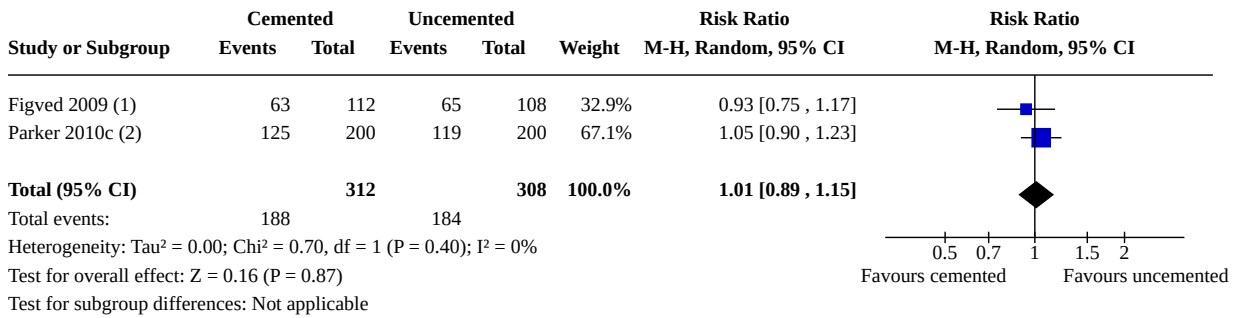 Cemented Uncemented Risk Ratio Risk Ratio
Study or Subgroup Events Total Events Total Weight M-H, Random, 95% CI M-H, Random, 95% CI
Figved 2009 (1) 63 112 65 108 32.9% 0.93 [0.75 , 1.17]
Parker 2010c (2) 125 200 119 200 67.1% 1.05 [0.90 , 1.23]
Total (95% CI) 312 308 100.0% 1.01 [0.89 , 1.15]
Total events: 188 184
Heterogeneity: Tau² = 0.00; Chi² = 0.70, df = 1 (P = 0.40); I² = 0%
0.5 0.7 1 1.5 2
Test for overall effect: Z = 0.16 (P = 0.87) Favours cemented Favours uncemented
Test for subgroup differences: Not applicable